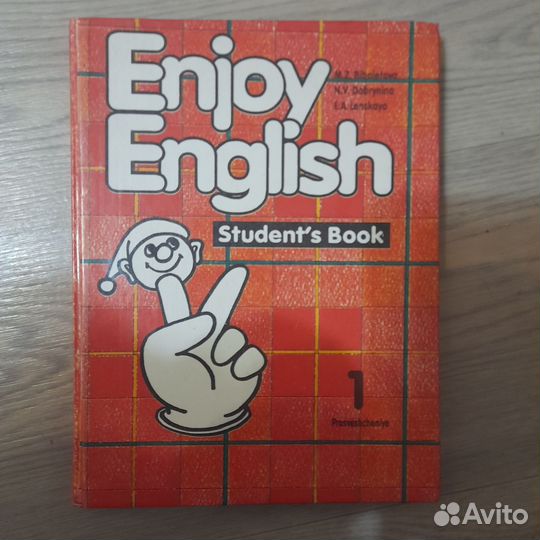 Enjoy
English
M.Z. Biboletova
N.V. Dobrynina
E.A. Lenskaya
Student's Book
1
Prosveshcheniye
Avito